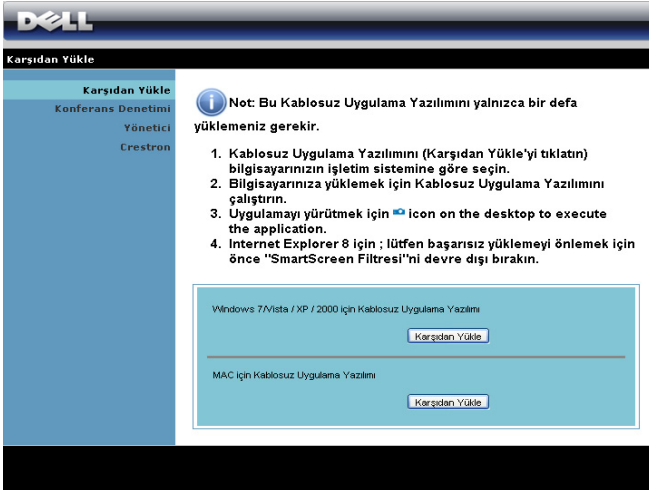 DELL
Karşıdan Yükle
Karşıdan Yükle
Konferans Denetimi
Yönetici
Crestron
Not: Bu Kablosuz Uygulama Yazılımını yalnızca bir defa
yüklemeniz gerekir.
1. Kablosuz Uygulama Yazılımını (Karşıdan Yükle'yi tıklatın)
bilgisayarınızın işletim sistemine göre seçin.
2. Bilgisayarınıza yüklemek için Kablosuz Uygulama Yazılımını
çalıştırın.
3. Uygulamayı yürütmek için icon on the desktop to execute
the application.
4. Internet Explorer 8 için ; lütfen başarısız yüklemeyi önlemek için
önce "SmartScreen Filtresi"ni devre dışı bırakın.
Windows 7/Vista / XP / 2000 için Kablosuz Uygulama Yazılımı
Karşıdan Yükle
MAC için Kablosuz Uygulama Yazılımı
Karşıdan Yükle